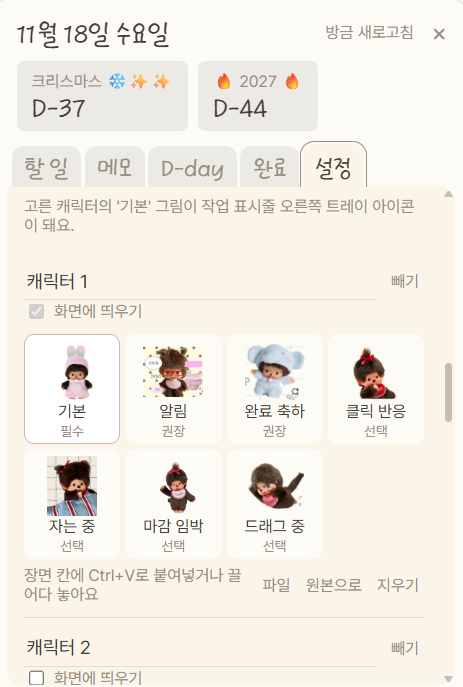 11월 18일 수요일
방금 새로고침 ×
크리스마스 ❄️ ✨ ✨
D-37
🔥 2027 🔥
D-44
할 일
메모
D-day
완료
설정
고른 캐릭터의 '기본' 그림이 작업 표시줄 오른쪽 트레이 아이콘
이 돼요.
캐릭터 1
빼기
화면에 띄우기
기본
필수
알림
권장
완료 축하
권장
클릭 반응
선택
자는 중
선택
마감 임박
선택
드래그 중
선택
장면 칸에 Ctrl+V로 붙여넣거나 끌
어다 놓아요
파일
원본으로
지우기
캐릭터 2
빼기
화면에 띄우기